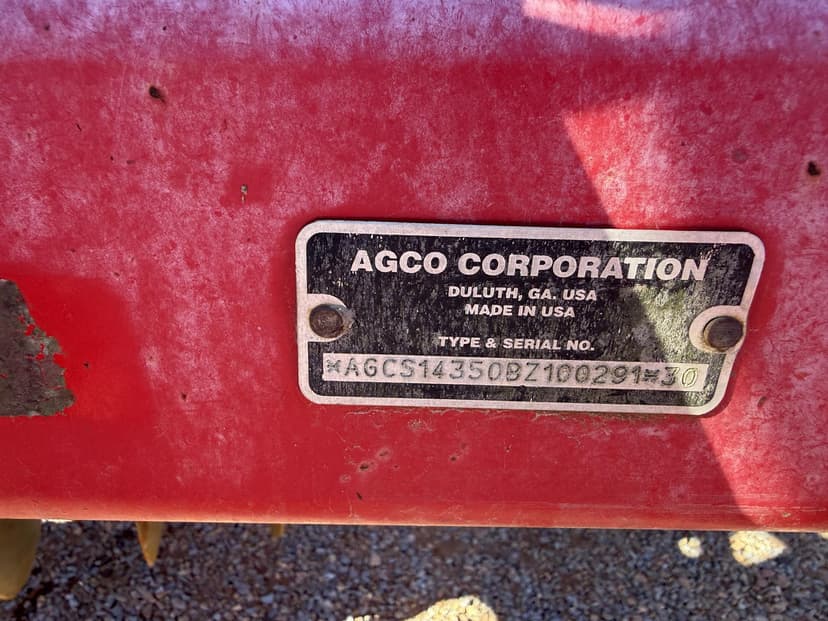 AGCO CORPORATION
DULUTH, GA. USA
MADE IN USA
TYPE & SERIAL NO.
*AGCS14350BZ100291*30